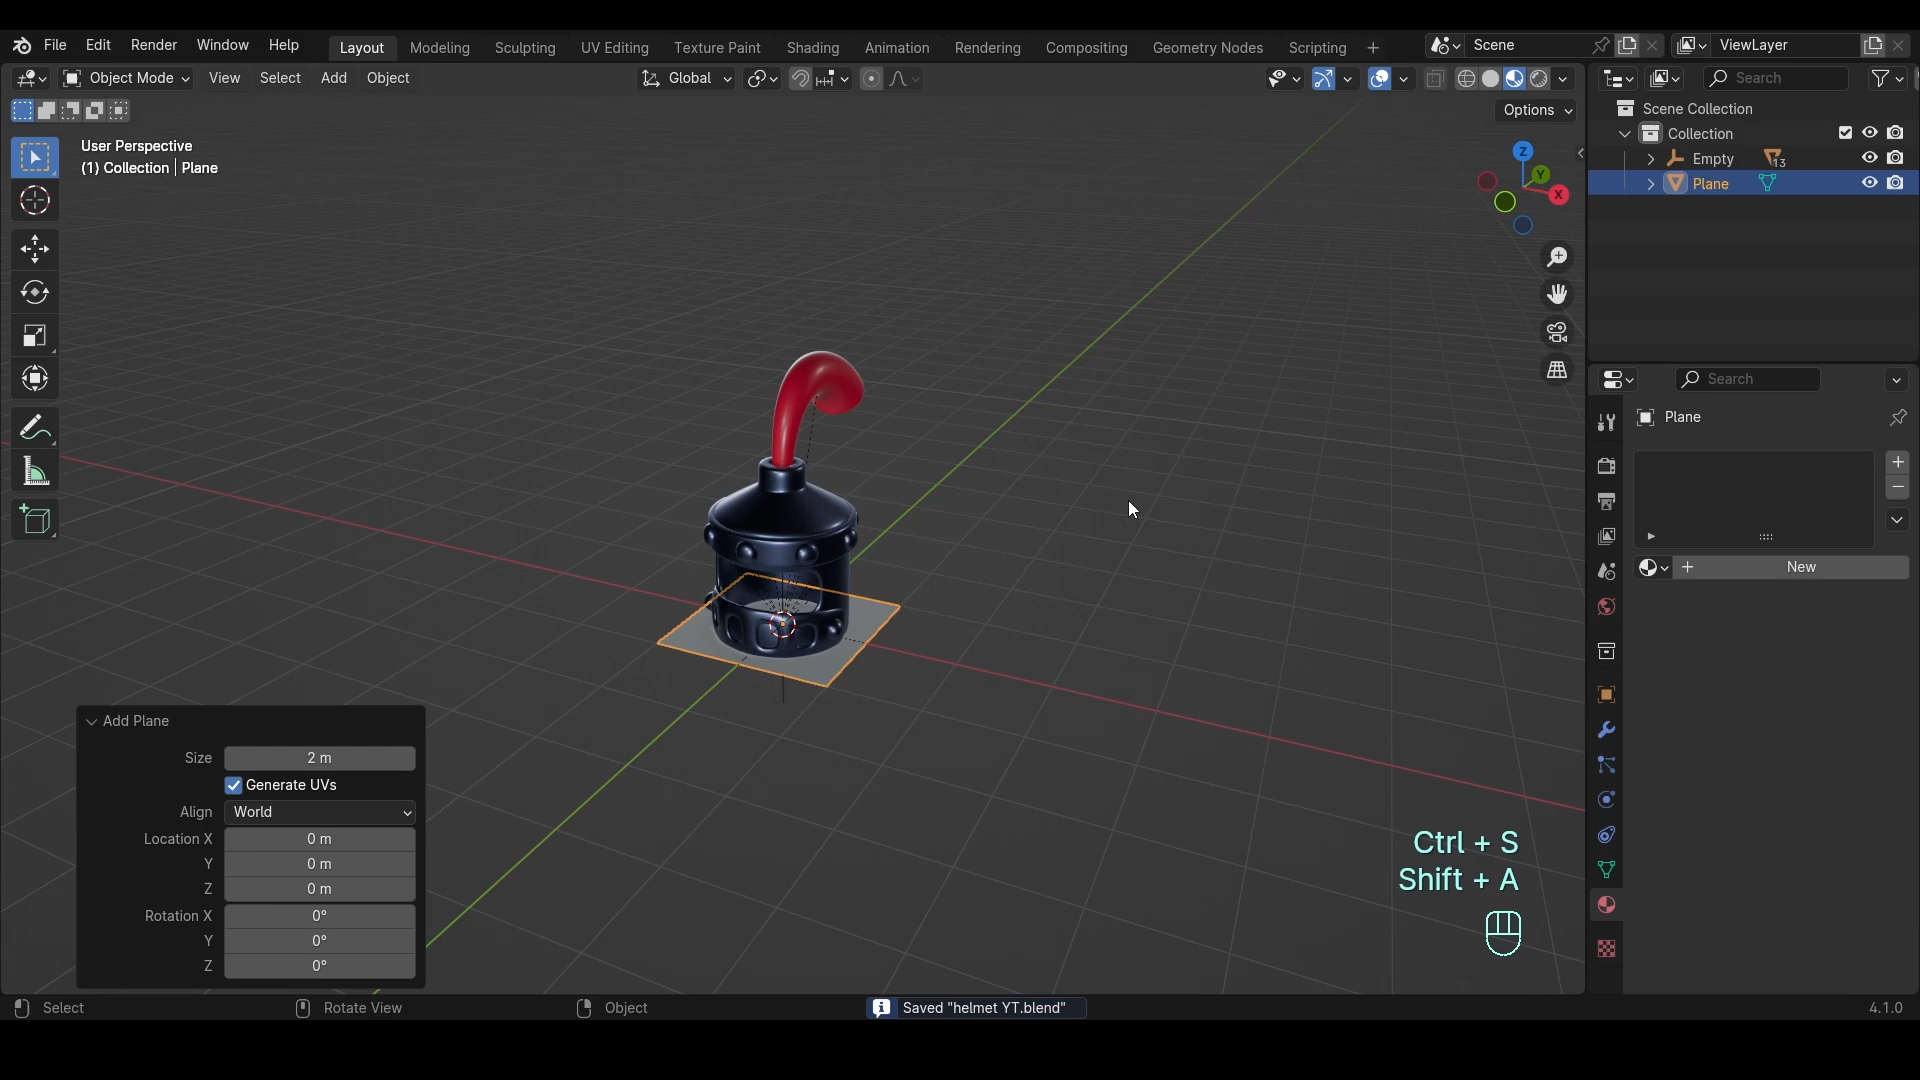 File Edit Render Window Help Layout Modeling Sculpting UV Editing Texture Paint Shading Animation Rendering Compositing Geometry Nodes Scripting + Scene ViewLayer
Object Mode View Select Add Object Global Search
Options
User Perspective
(1) Collection | Plane
Z
Y
X
Scene Collection
Collection
Empty 13
Plane
Search
Plane
New
Add Plane
Size 2 m
Generate UVs
Align World
Location X 0 m
Y 0 m
Z 0 m
Rotation X 0°
Y 0°
Z 0°
Ctrl + S
Shift + A
Select Rotate View Object Saved "helmet YT.blend" 4.1.0